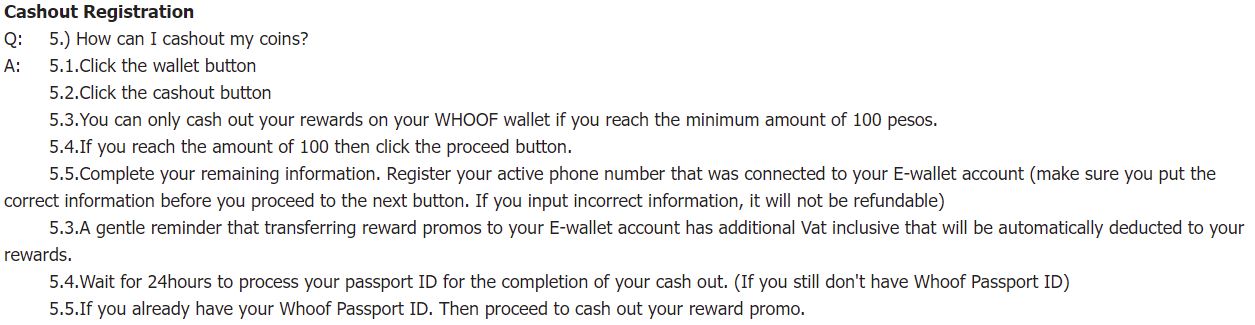 Cashout Registration
Q: 5.) How can I cashout my coins?
A: 5.1.Click the wallet button
5.2.Click the cashout button
5.3.You can only cash out your rewards on your WHOOF wallet if you reach the minimum amount of 100 pesos.
5.4.If you reach the amount of 100 then click the proceed button.
5.5.Complete your remaining information. Register your active phone number that was connected to your E-wallet account (make sure you put the
correct information before you proceed to the next button. If you input incorrect information, it will not be refundable)
5.3.A gentle reminder that transferring reward promos to your E-wallet account has additional Vat inclusive that will be automatically deducted to your
rewards.
5.4.Wait for 24hours to process your passport ID for the completion of your cash out. (If you still don't have Whoof Passport ID)
5.5.If you already have your Whoof Passport ID. Then proceed to cash out your reward promo.